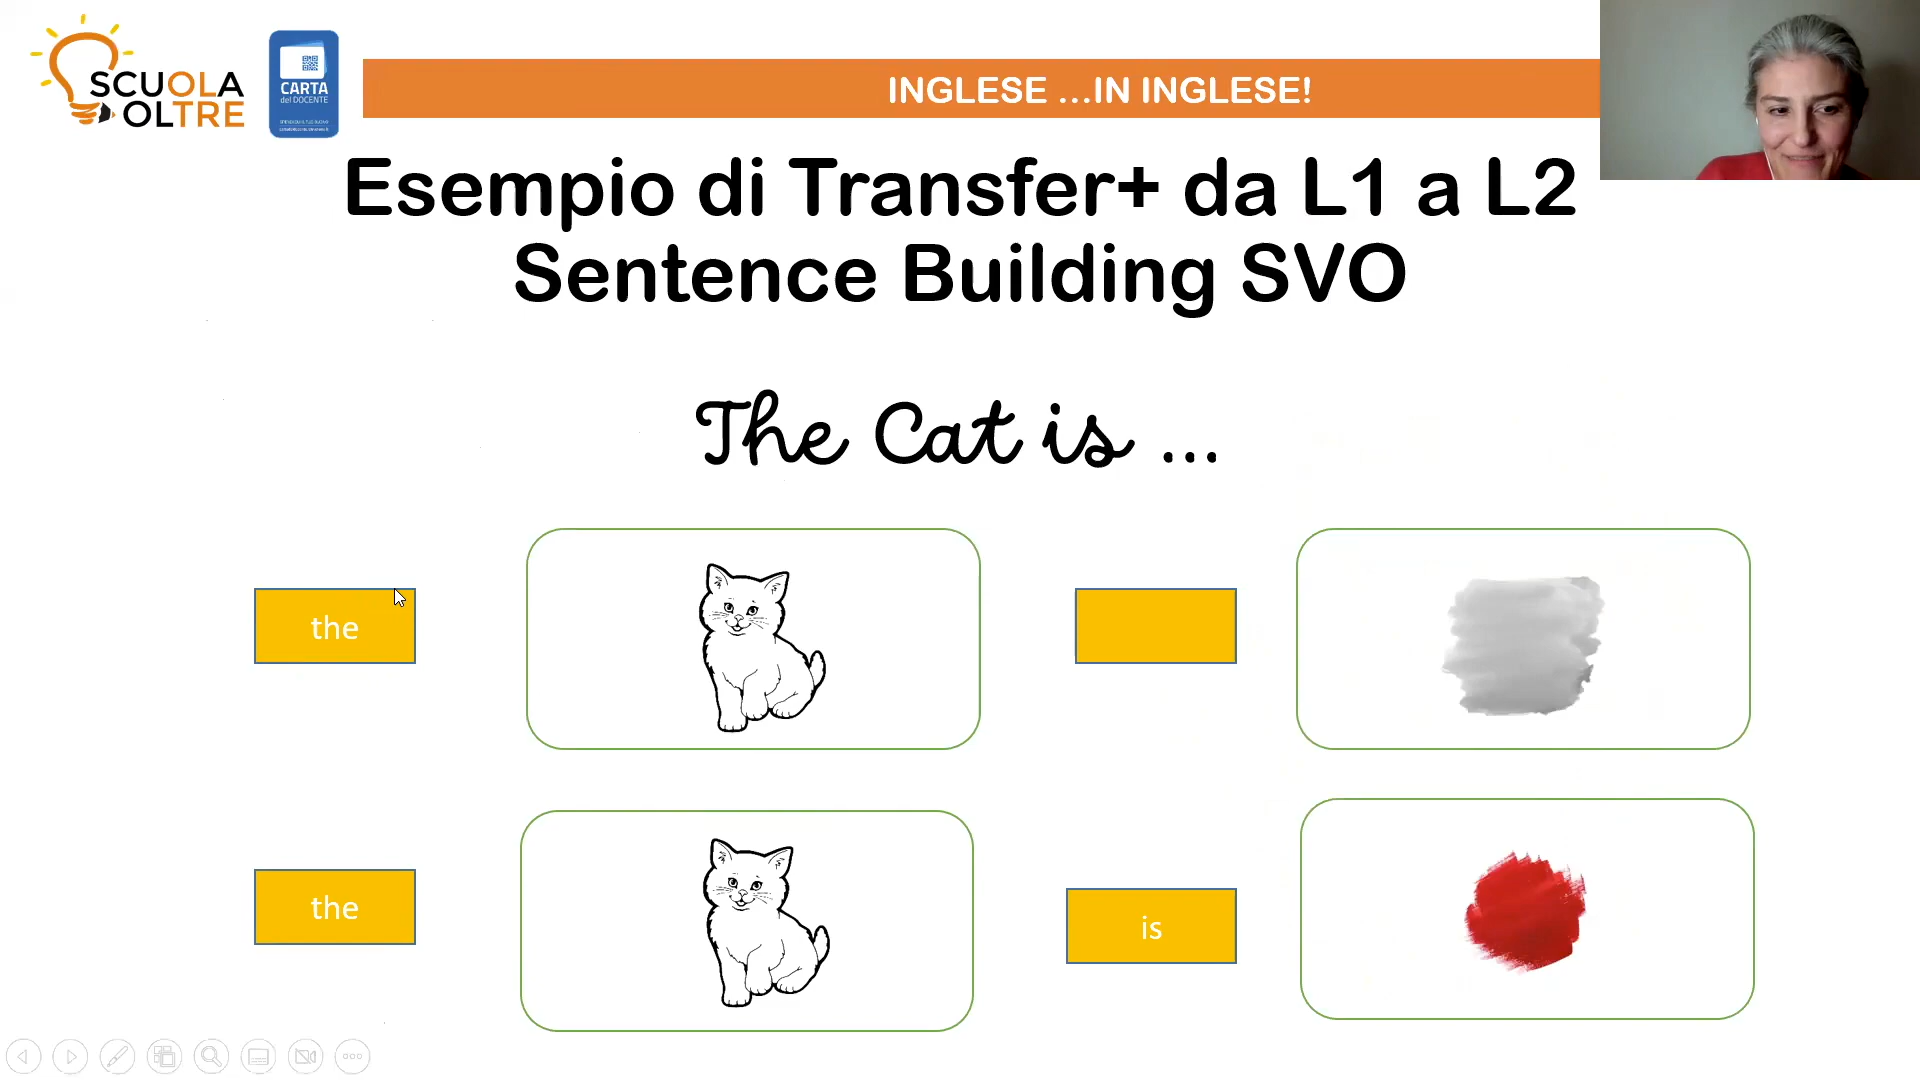 SCUOLA
OLTRE
CARTA
del DOCENTE
INGLESE ...IN INGLESE!
Esempio di Transfer+ da L1 a L2
Sentence Building SVO
The Cat is ...
the
the
is